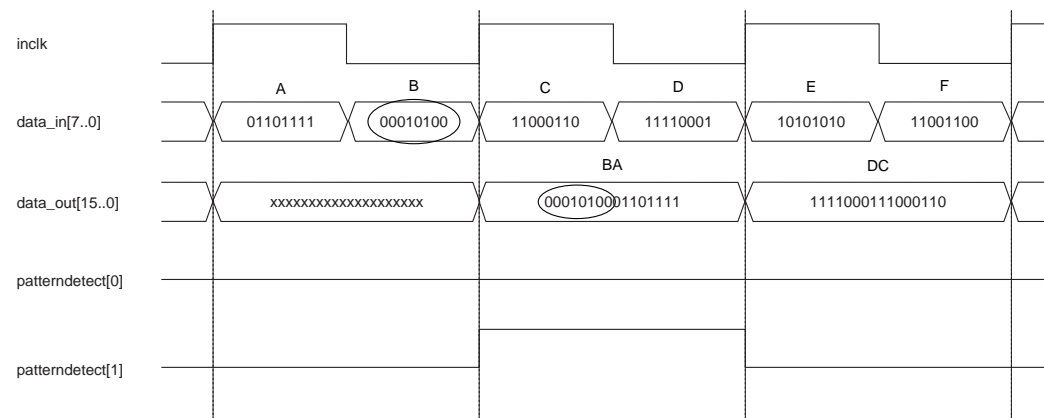 inclk
A B C D E F
data_in[7..0] 01101111 00010100 11000110 11110001 10101010 11001100
BA DC
data_out[15..0] xxxxxxxxxxxxxxxxxxxx 0001010001101111 1111000111000110
patterndetect[0]
patterndetect[1]